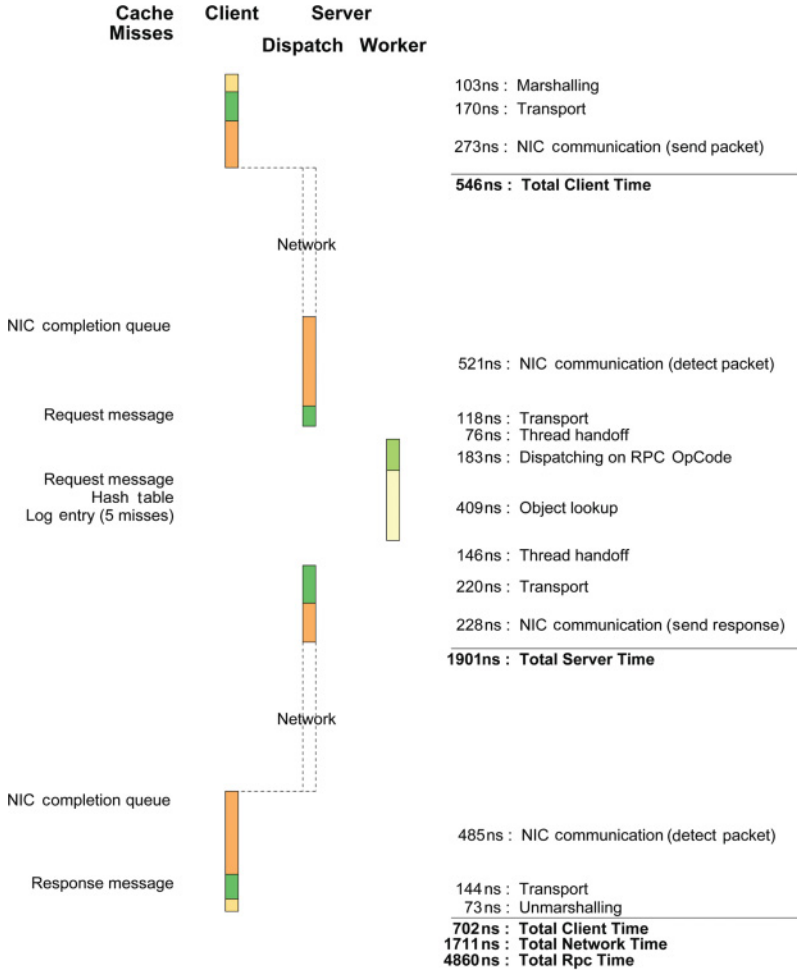 Cache Misses Client Server
Dispatch Worker
103ns : Marshalling
170ns : Transport
273ns : NIC communication (send packet)
546ns : Total Client Time
Network
NIC completion queue
521ns : NIC communication (detect packet)
Request message 118ns : Transport
76ns : Thread handoff
183ns : Dispatching on RPC OpCode
Request message
Hash table
Log entry (5 misses) 409ns : Object lookup
146ns : Thread handoff
220ns : Transport
228ns : NIC communication (send response)
1901ns : Total Server Time
Network
NIC completion queue
485ns : NIC communication (detect packet)
Response message 144ns : Transport
73ns : Unmarshalling
702ns : Total Client Time
1711ns : Total Network Time
4860ns : Total Rpc Time